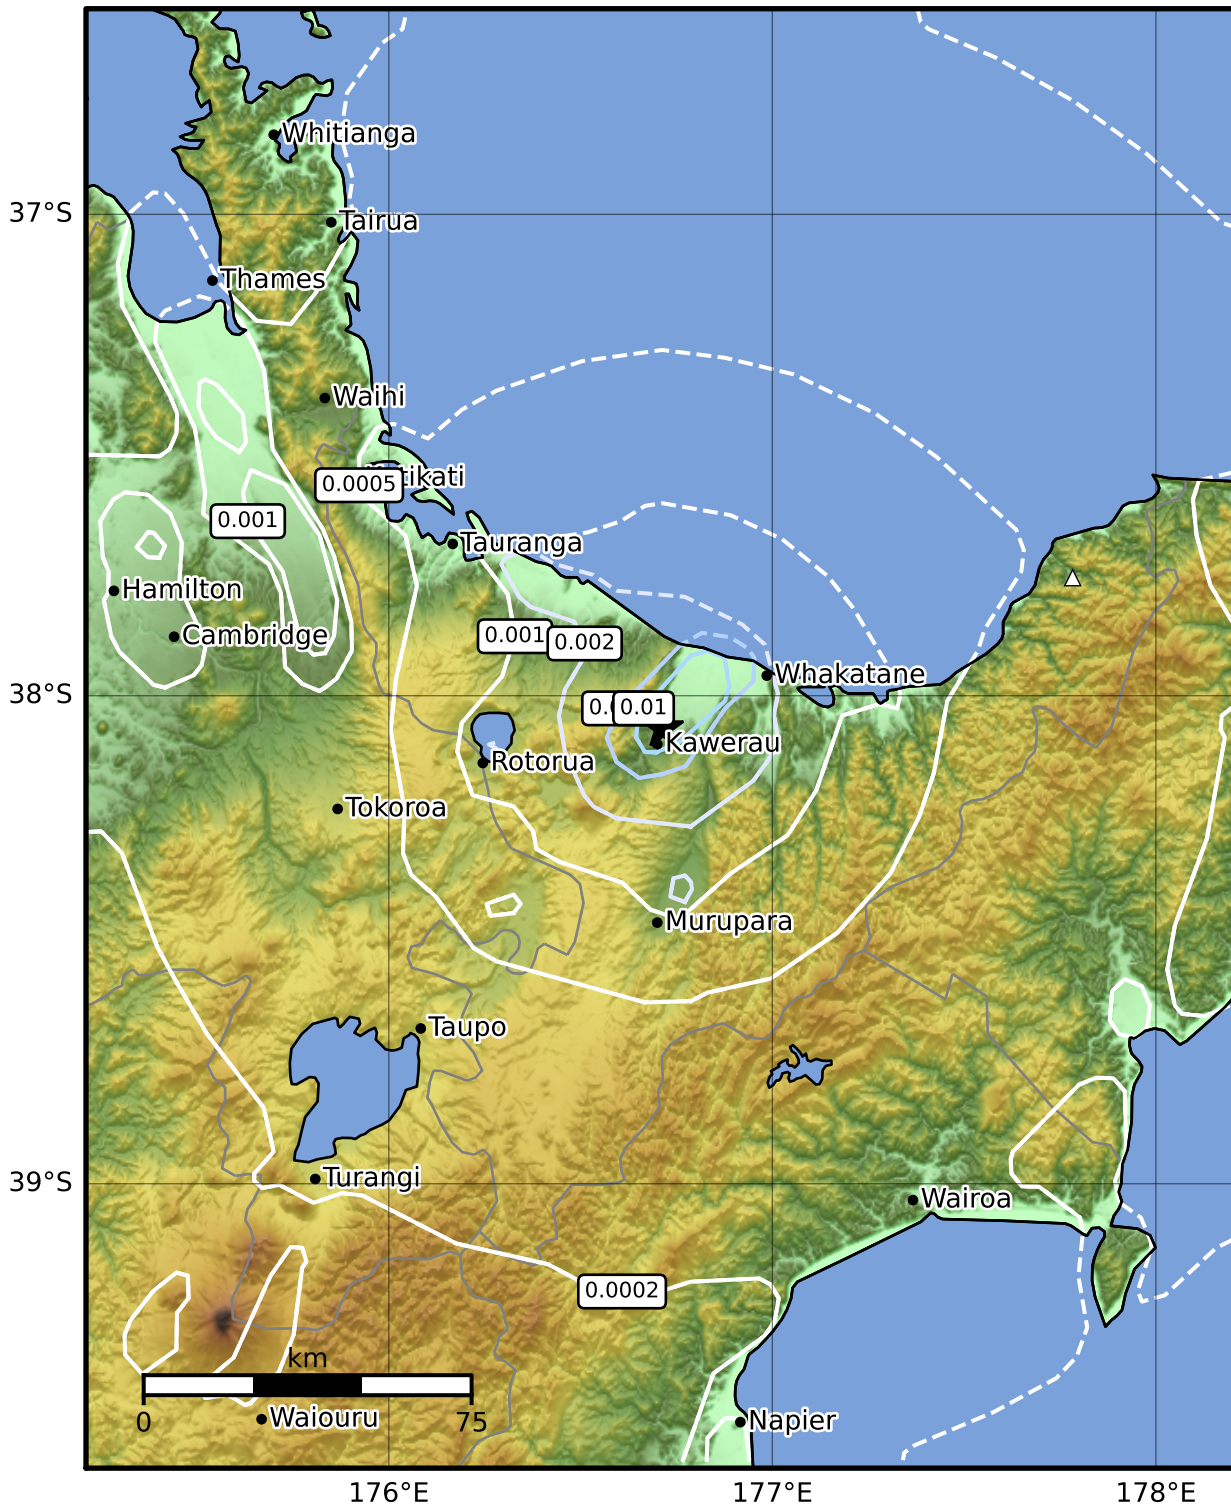 Whitianga
37°S
Tairua
Thames
Waihi
0.0005
0.001
Tauranga
Hamilton
Cambridge
0.001
0.002
Whakatane
38°S
0.01
Kawerau
Rotorua
Tokoroa
Murupara
Taupo
Turangi
39°S
Wairoa
0.0002
km
0
75
Waiouru
Napier
176°E
177°E
178°E